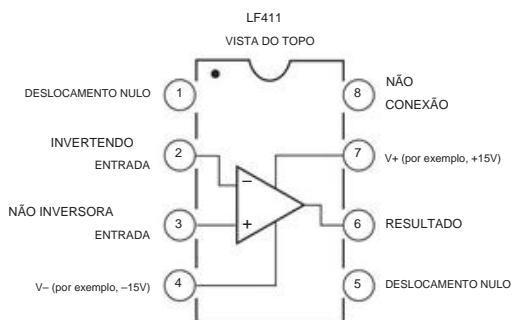 LF411
VISTA DO TOPO
DESLOCAMENTO NULO
1
8
NÃO
CONEXÃO
INVERTENDO
ENTRADA
2
7
V+ (por exemplo, +15V)
−
NÃO INVERSORA
ENTRADA
3
+
6
RESULTADO
V– (por exemplo, –15V)
4
5
DESLOCAMENTO NULO